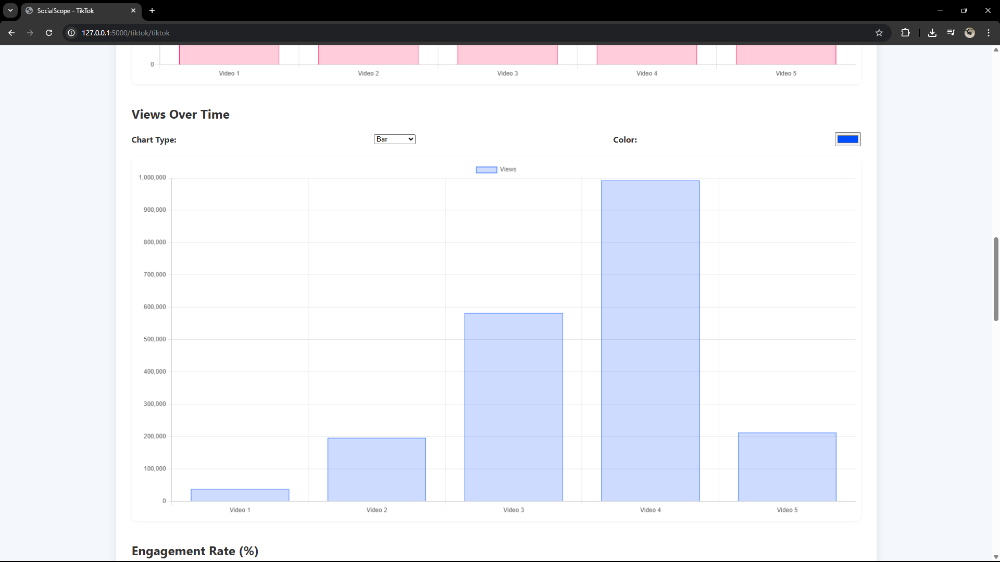 SocialScope - TikTok
127.0.0.1:5000/tiktok/tiktok
0
Video 1 Video 2 Video 3 Video 4 Video 5
Views Over Time
Chart Type: Bar Color:
Views
1,000,000
900,000
800,000
700,000
600,000
500,000
400,000
300,000
200,000
100,000
0
Video 1 Video 2 Video 3 Video 4 Video 5
Engagement Rate (%)